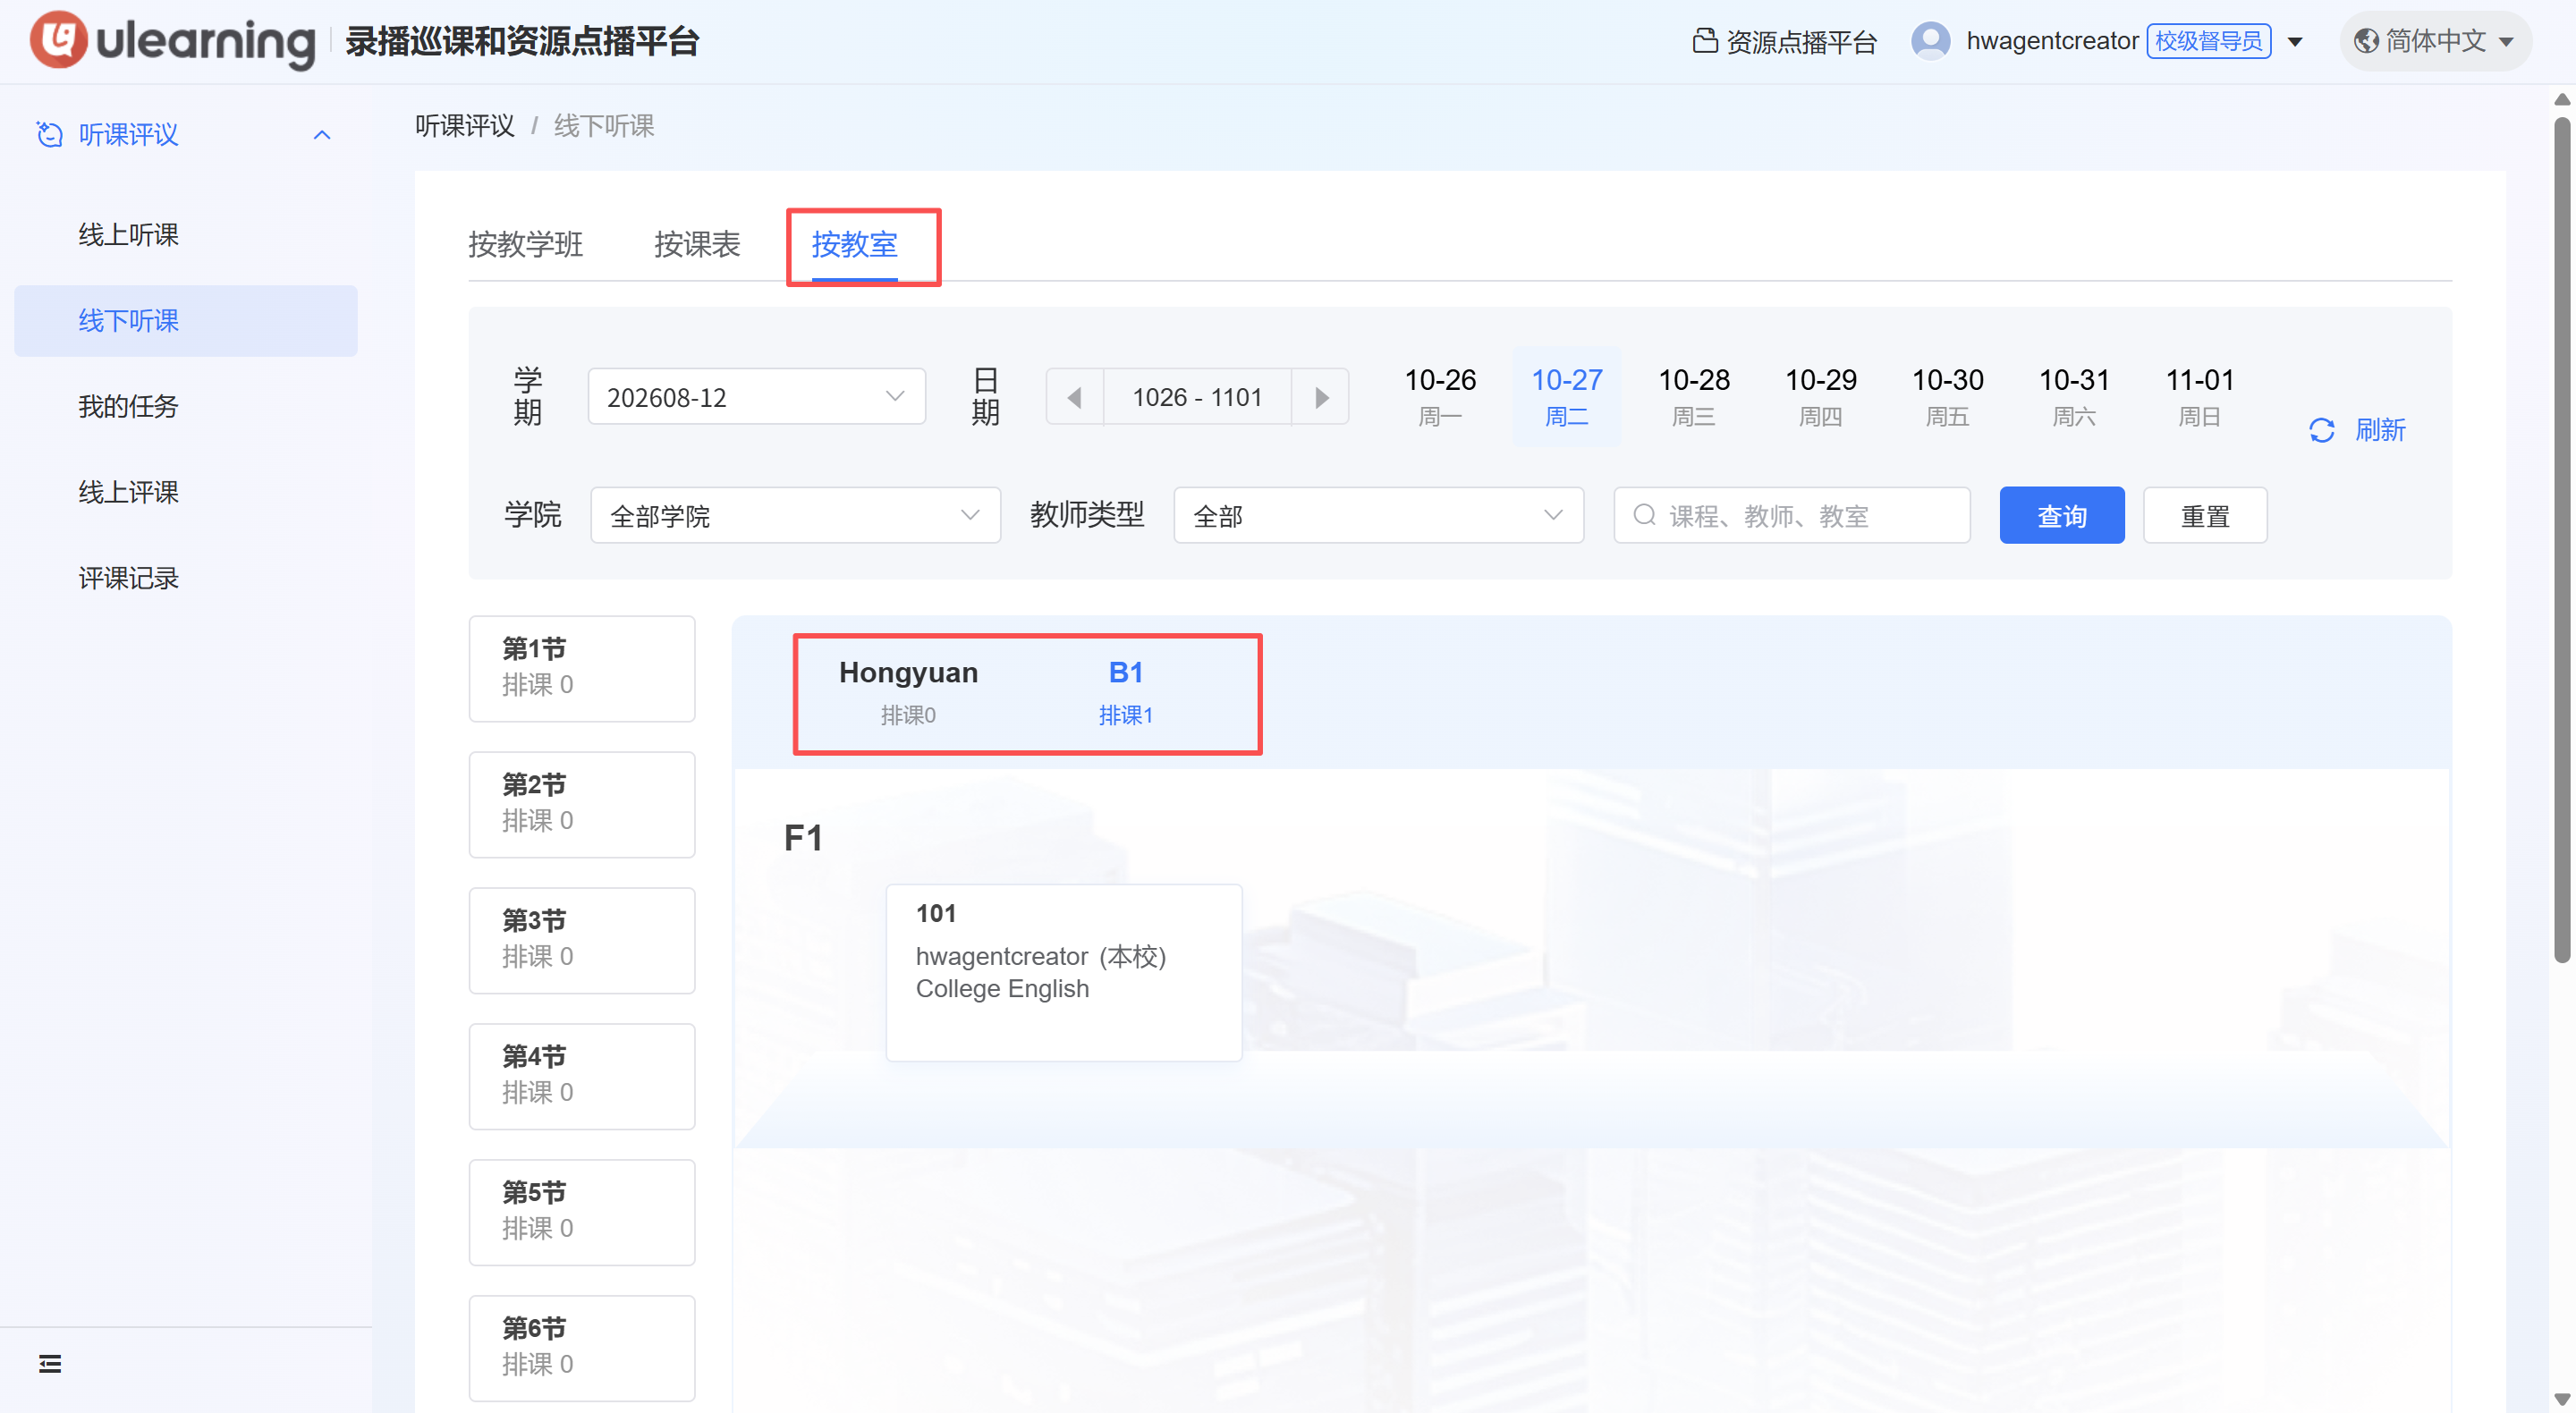 ulearning 录播巡课和资源点播平台
资源点播平台 hwagentcreator 校级督导员 简体中文
听课评议
线上听课
线下听课
我的任务
线上评课
评课记录
听课评议 / 线下听课
按教学班 按课表 按教室
学期 202608-12 日期 1026 - 1101
10-26 10-27 10-28 10-29 10-30 10-31 11-01
周一 周二 周三 周四 周五 周六 周日
刷新
学院 全部学院 教师类型 全部 课程、教师、教室 查询 重置
第1节
排课 0
第2节
排课 0
第3节
排课 0
第4节
排课 0
第5节
排课 0
第6节
排课 0
Hongyuan B1
排课0 排课1
F1
101
hwagentcreator (本校)
College English